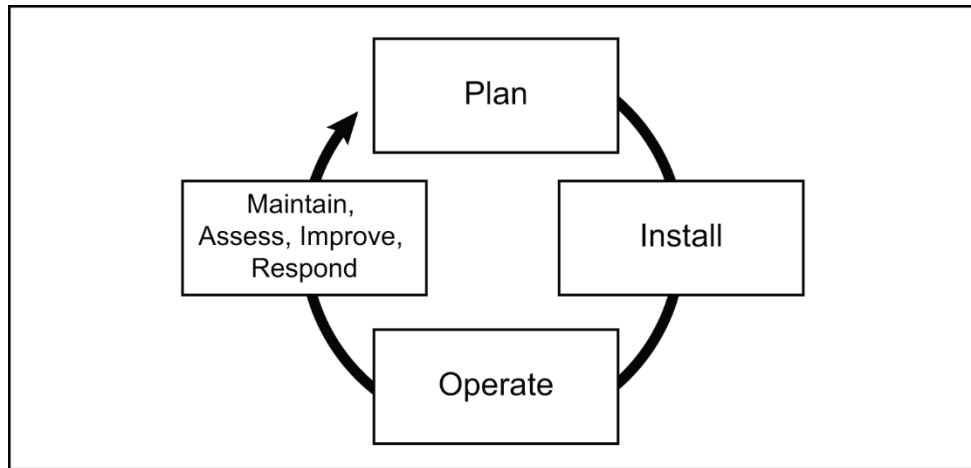 Plan
Install
Operate
Maintain,
Assess, Improve,
Respond